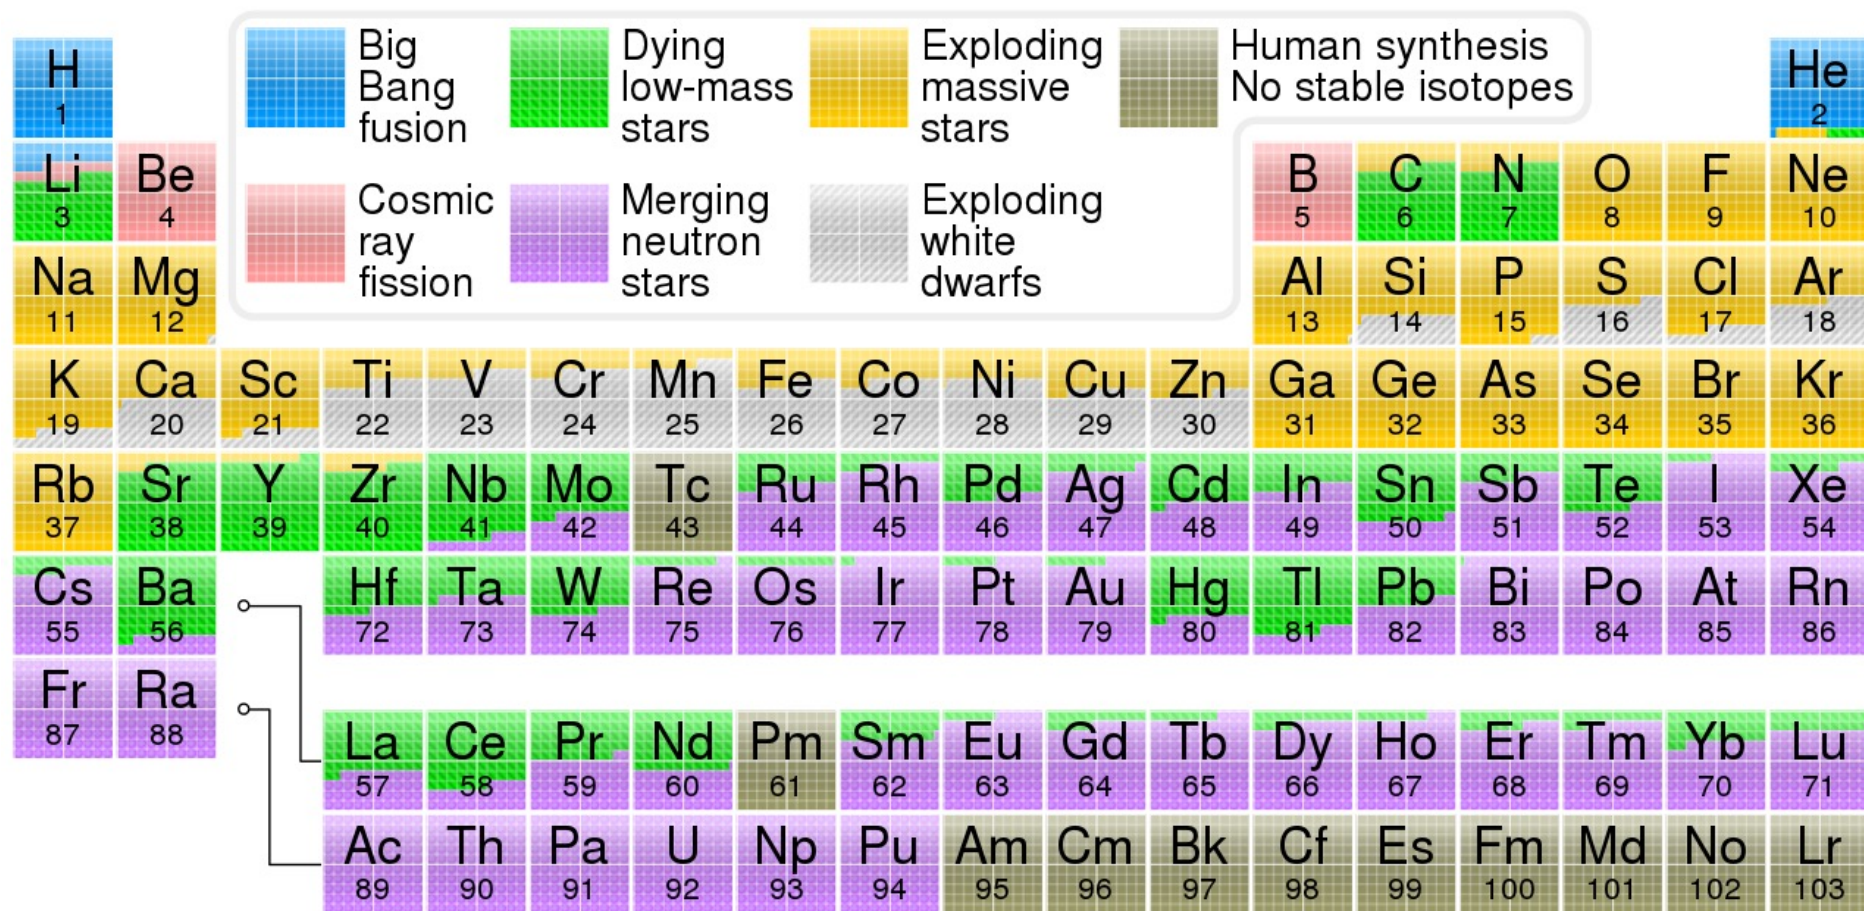 Big
Bang
fusion
Dying
low-mass
stars
Exploding
massive
stars
Human synthesis
No stable isotopes
Cosmic
ray
fission
Merging
neutron
stars
Exploding
white
dwarfs
H He
1 2
Li Be B C N O F Ne
3 4 5 6 7 8 9 10
Na Mg Al Si P S Cl Ar
11 12 13 14 15 16 17 18
K Ca Sc Ti V Cr Mn Fe Co Ni Cu Zn Ga Ge As Se Br Kr
19 20 21 22 23 24 25 26 27 28 29 30 31 32 33 34 35 36
Rb Sr Y Zr Nb Mo Tc Ru Rh Pd Ag Cd In Sn Sb Te I Xe
37 38 39 40 41 42 43 44 45 46 47 48 49 50 51 52 53 54
Cs Ba Hf Ta W Re Os Ir Pt Au Hg Tl Pb Bi Po At Rn
55 56 72 73 74 75 76 77 78 79 80 81 82 83 84 85 86
Fr Ra
87 88
La Ce Pr Nd Pm Sm Eu Gd Tb Dy Ho Er Tm Yb Lu
57 58 59 60 61 62 63 64 65 66 67 68 69 70 71
Ac Th Pa U Np Pu Am Cm Bk Cf Es Fm Md No Lr
89 90 91 92 93 94 95 96 97 98 99 100 101 102 103